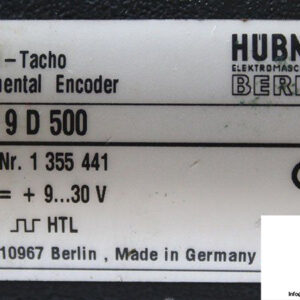 -Tacho
mental Encoder
HÜBN
ELEKTROMASC
BERL
9 D 500
Nr. 1 355 441
= + 9...30 V
HTL
10967 Berlin , Made in Germany